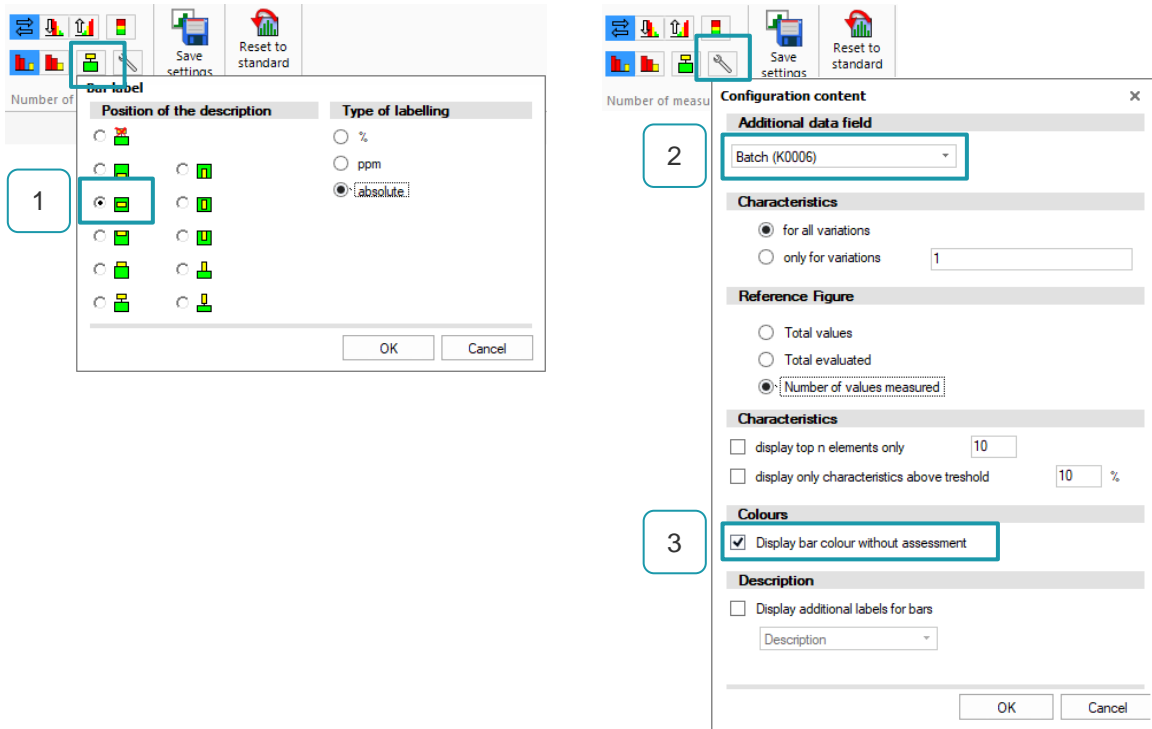 Save
settings
Reset to
standard
Number of
Bar label
Position of the description
Type of labelling
%
ppm
absolute
1
OK
Cancel
Save
settings
Reset to
standard
Number of measu
Configuration content
Additional data field
2
Batch (K0006)
Characteristics
for all variations
only for variations
1
Reference Figure
Total values
Total evaluated
Number of values measured
Characteristics
display top n elements only
10
display only characteristics above treshold
10
%
Colours
3
Display bar colour without assessment
Description
Display additional labels for bars
Description
OK
Cancel